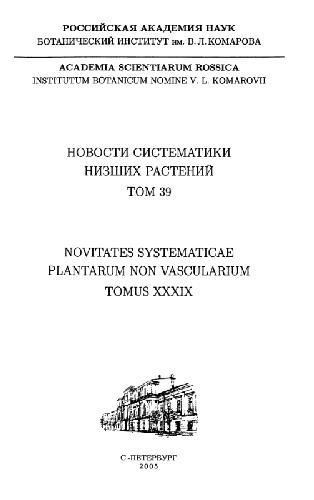 РОССИЙСКАЯ АКАДЕМИЯ НАУК
БОТАНИЧЕСКИЙ ИНСТИТУТ им. В.Л.КОМАРОВА
ACADEMIA SCIENTIARUM ROSSICA
INSTITUTUM BOTANICUM NOMINE V. L. KOMAROVII
НОВОСТИ СИСТЕМАТИКИ
НИЗШИХ РАСТЕНИЙ
ТОМ 39
NOVITATES SYSTEMATICAE
PLANTARUM NON VASCULARIUM
TOMUS XXXIX
С.-ПЕТЕРБУРГ
2005